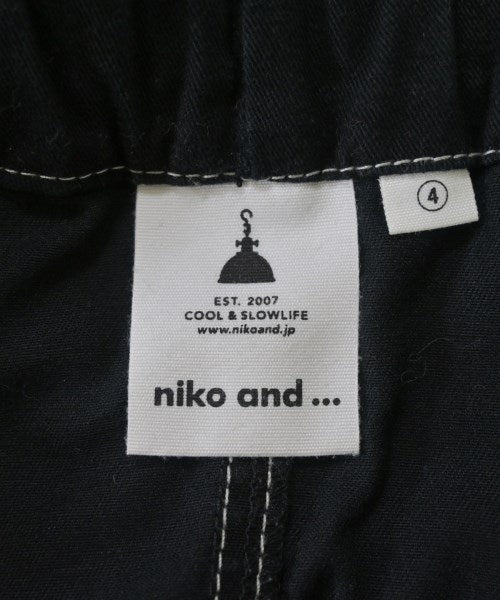 ④
EST. 2007
COOL & SLOWLIFE
www.nikoand.jp
niko and ...